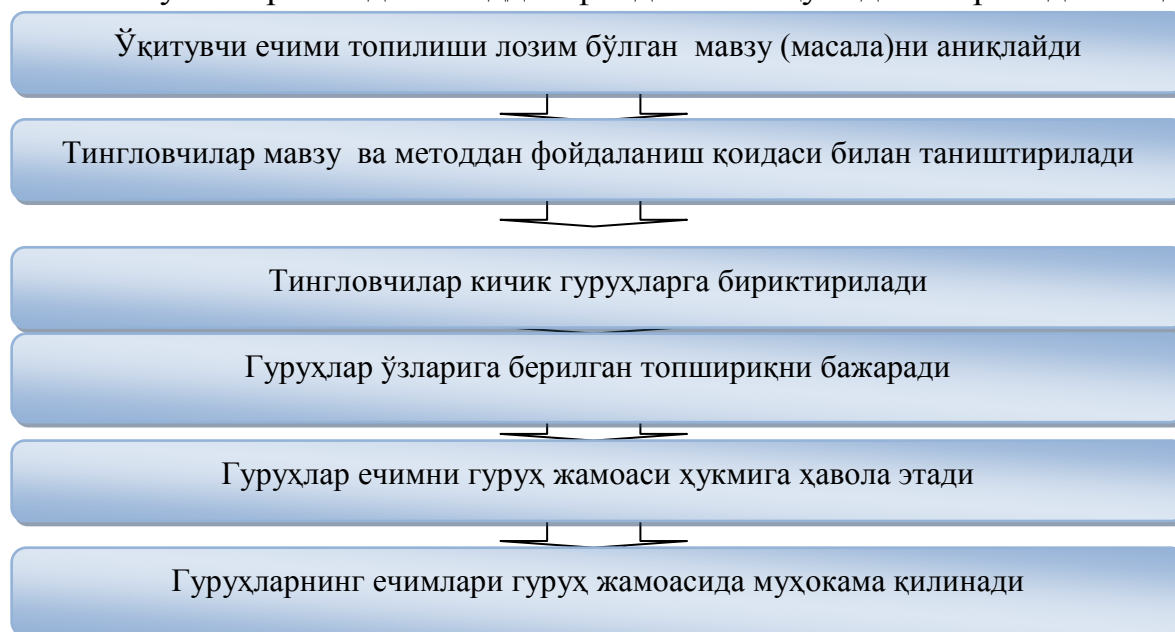 Ўқитувчи ечими топилиши лозим бўлган мавзу (масала)ни аниқлайди
Тингловчилар мавзу ва методдан фойдаланиш қоидаси билан таништирилади
Тингловчилар кичик гуруҳларга бириктирилади
Гуруҳлар ўзларига берилган топшириқни бажаради
Гуруҳлар ечимни гуруҳ жамоаси ҳукмига ҳавола этади
Гуруҳларнинг ечимлари гуруҳ жамоасида муҳокама қилинади